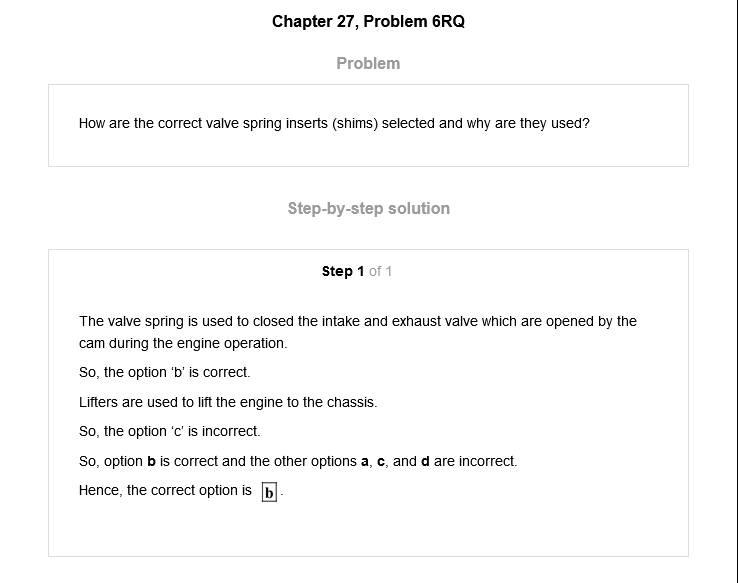 Chapter 27, Problem 6RQ
Problem
How are the correct valve spring inserts (shims) selected and why are they used?
Step-by-step solution
Step 1 of 1
The valve spring is used to closed the intake and exhaust valve which are opened by the
cam during the engine operation.
So, the option ‘b’ is correct.
Lifters are used to lift the engine to the chassis.
So, the option ‘c’ is incorrect.
So, option b is correct and the other options a, c, and d are incorrect.
Hence, the correct option is b.